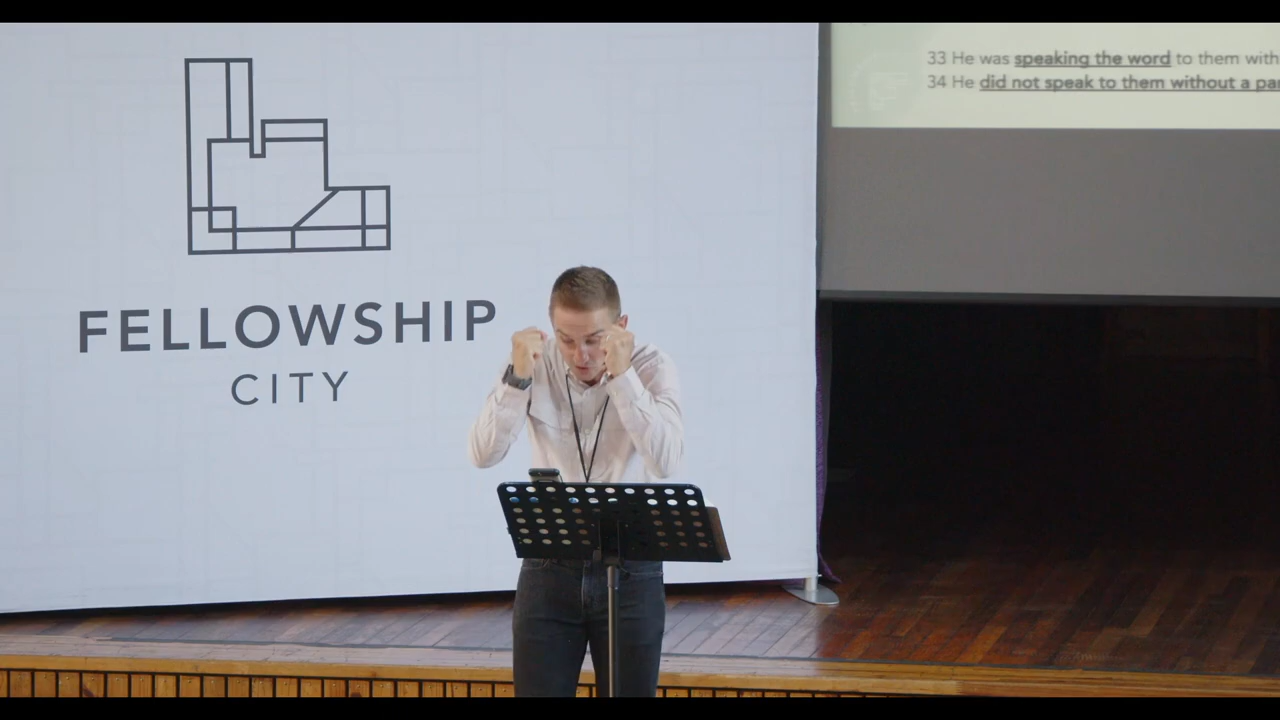 FELLOWSHIP
CITY
33 He was speaking the word to them with
34 He did not speak to them without a